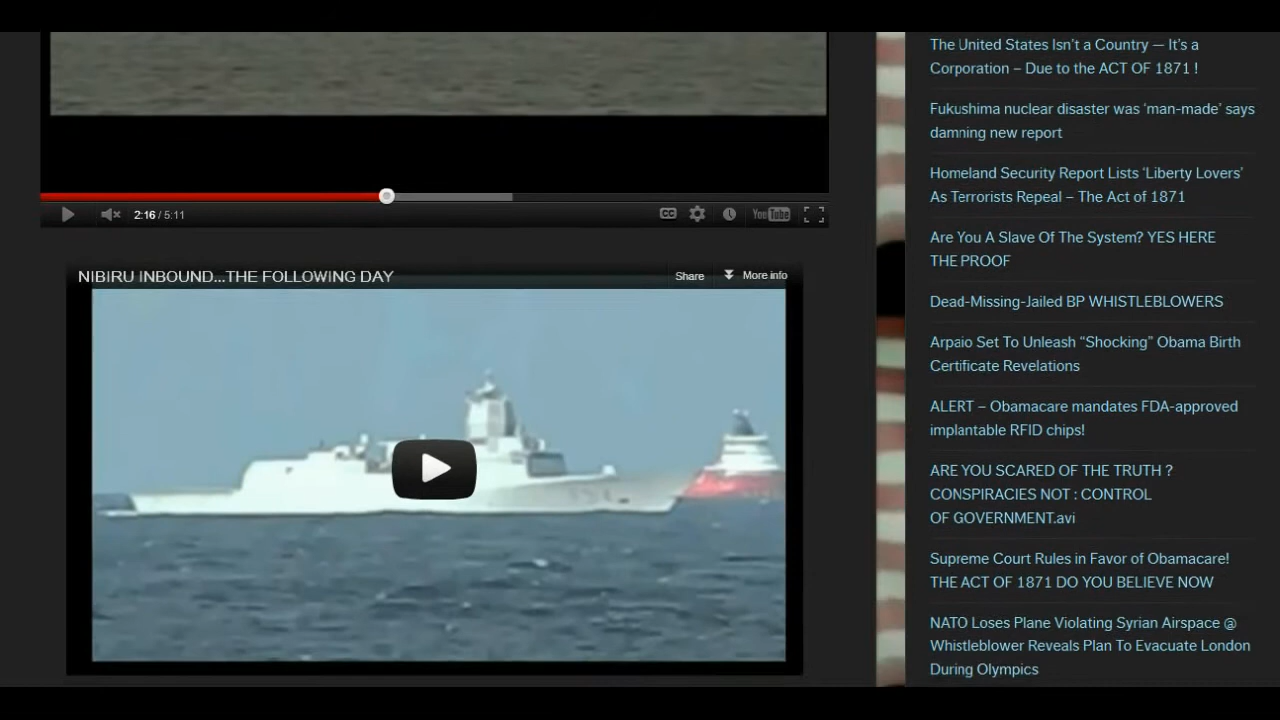 2:16 / 5:11
CC
YouTube
NIBIRU INBOUND...THE FOLLOWING DAY
Share
More info
The United States Isn’t a Country — It’s a
Corporation – Due to the ACT OF 1871 !
Fukushima nuclear disaster was ‘man-made’ says
damning new report
Homeland Security Report Lists ‘Liberty Lovers’
As Terrorists Repeal – The Act of 1871
Are You A Slave Of The System? YES HERE
THE PROOF
Dead-Missing-Jailed BP WHISTLEBLOWERS
Arpaio Set To Unleash “Shocking” Obama Birth
Certificate Revelations
ALERT – Obamacare mandates FDA-approved
implantable RFID chips!
ARE YOU SCARED OF THE TRUTH ?
CONSPIRACIES NOT : CONTROL
OF GOVERNMENT.avi
Supreme Court Rules in Favor of Obamacare!
THE ACT OF 1871 DO YOU BELIEVE NOW
NATO Loses Plane Violating Syrian Airspace @
Whistleblower Reveals Plan To Evacuate London
During Olympics